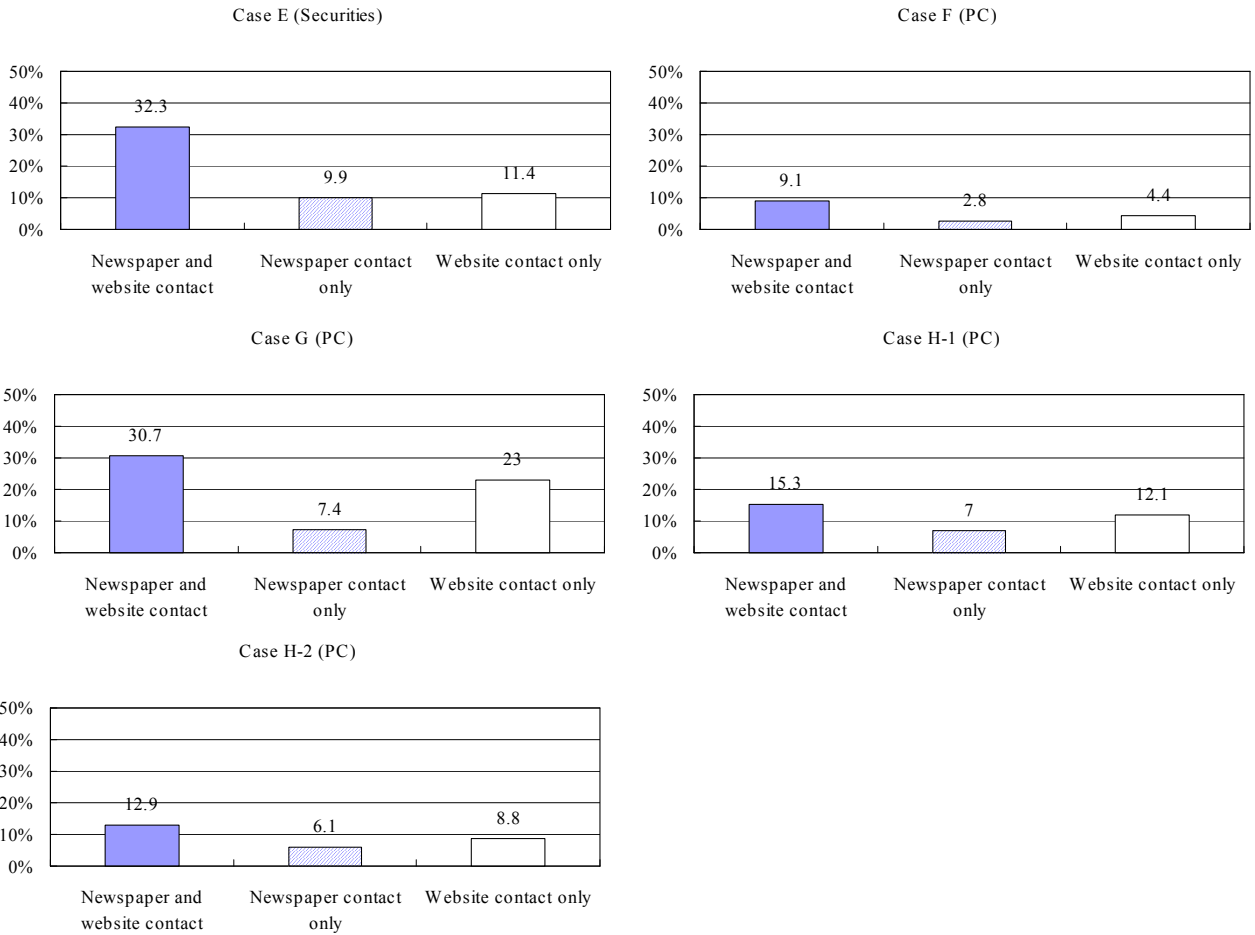 Case E (Securities)
50%
40%
30%
20%
10%
0%
32.3
9.9
11.4
Newspaper and
website contact
Newspaper contact
only
Website contact only
Case F (PC)
50%
40%
30%
20%
10%
0%
9.1
2.8
4.4
Newspaper and
website contact
Newspaper contact
only
Website contact only
Case G (PC)
50%
40%
30%
20%
10%
0%
30.7
7.4
23
Newspaper and
website contact
Newspaper contact
only
Website contact only
Case H-1 (PC)
50%
40%
30%
20%
10%
0%
15.3
7
12.1
Newspaper and
website contact
Newspaper contact
only
Website contact only
Case H-2 (PC)
50%
40%
30%
20%
10%
0%
12.9
6.1
8.8
Newspaper and
website contact
Newspaper contact
only
Website contact only